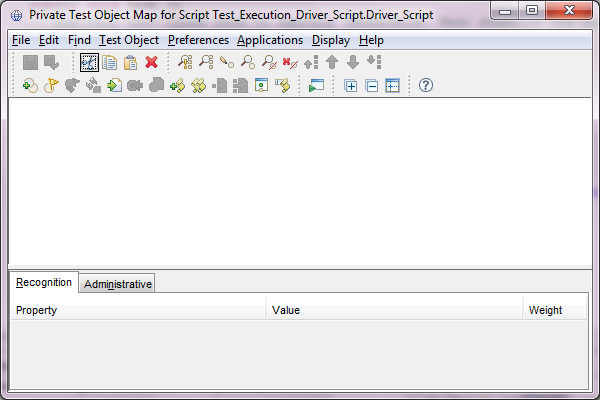 Private Test Object Map for Script Test_Execution_Driver_Script.Driver_Script
File Edit Find Test Object Preferences Applications Display Help
Recognition Administrative
Property Value Weight